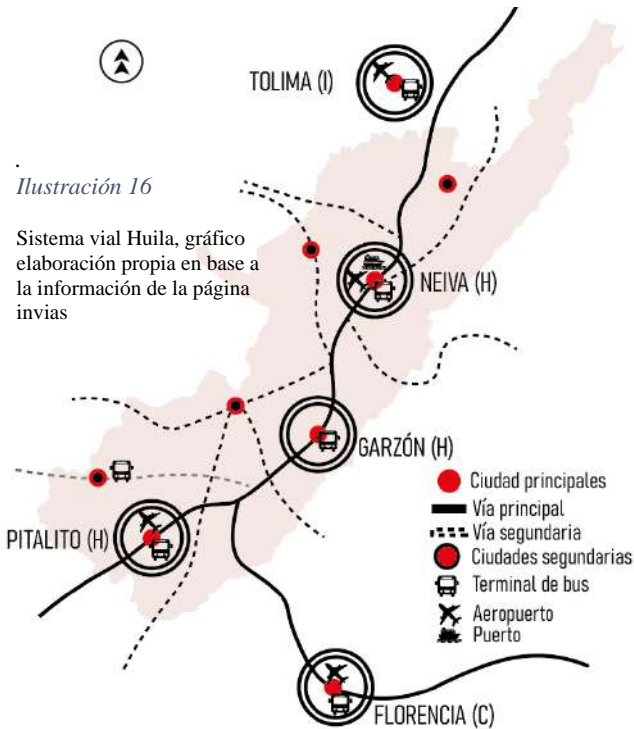 TOLIMA (I)
.
Ilustración 16
Sistema vial Huila, gráfico
elaboración propia en base a
la información de la página
invias
NEIVA (H)
GARZÓN (H)
PITALITO (H)
FLORENCIA (C)
Ciudad principales
Vía principal
Vía segundaria
Ciudades segundarias
Terminal de bus
Aeropuerto
Puerto